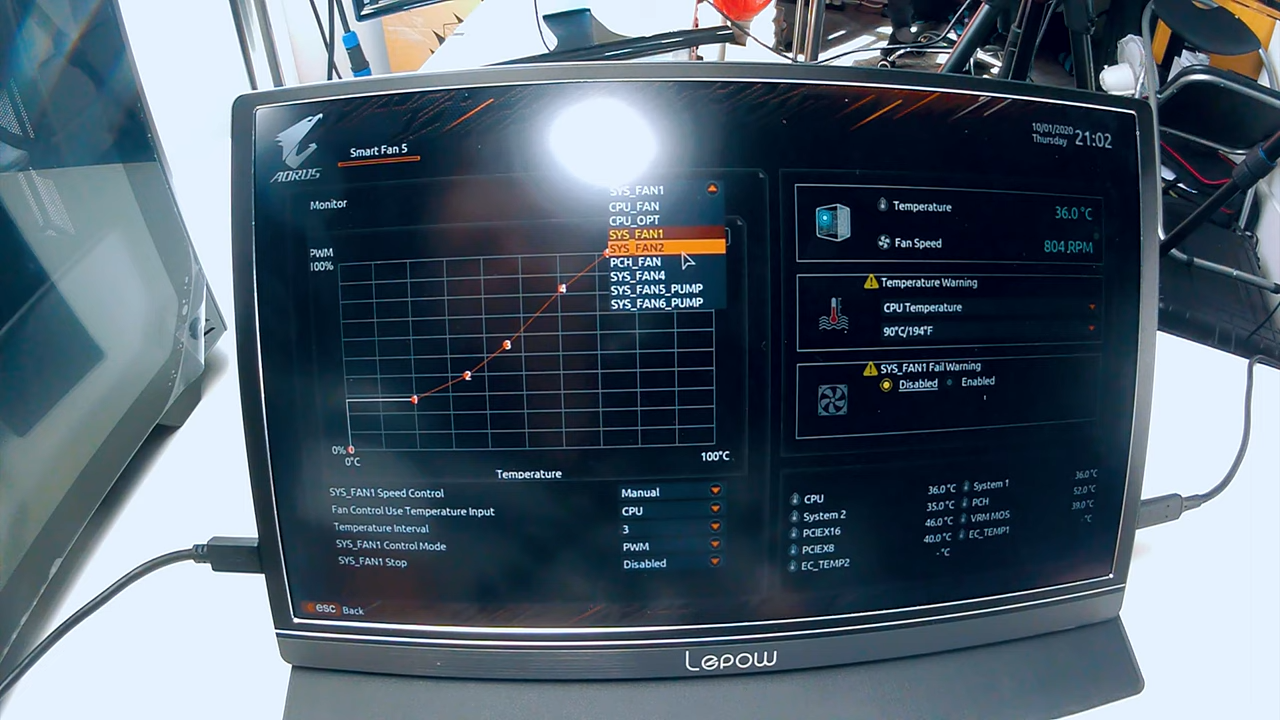 AORUS
Smart Fan 5
10/01/2020
Thursday
21:02
Monitor
SYS_FAN1
CPU_FAN
CPU_OPT
SYS_FAN1
SYS_FAN2
PCH_FAN
SYS_FAN4
SYS_FAN5_PUMP
SYS_FAN6_PUMP
PWM
100%
4
3
2
0
0%
0°C
100°C
Temperature
SYS_FAN1 Speed Control
Manual
Fan Control Use Temperature Input
CPU
Temperature Interval
3
SYS_FAN1 Control Mode
PWM
SYS_FAN1 Stop
Disabled
esc Back
Temperature
36.0 °C
Fan Speed
804 RPM
Temperature Warning
CPU Temperature
90°C/194°F
SYS_FAN1 Fail Warning
Disabled Enabled
CPU 36.0 °C
System 1 36.0 °C
System 2 35.0 °C
PCH 52.0 °C
PCIEX16 46.0 °C
VRM MOS 39.0 °C
PCIEX8 40.0 °C
EC_TEMP1 - °C
EC_TEMP2 - °C
Lepow